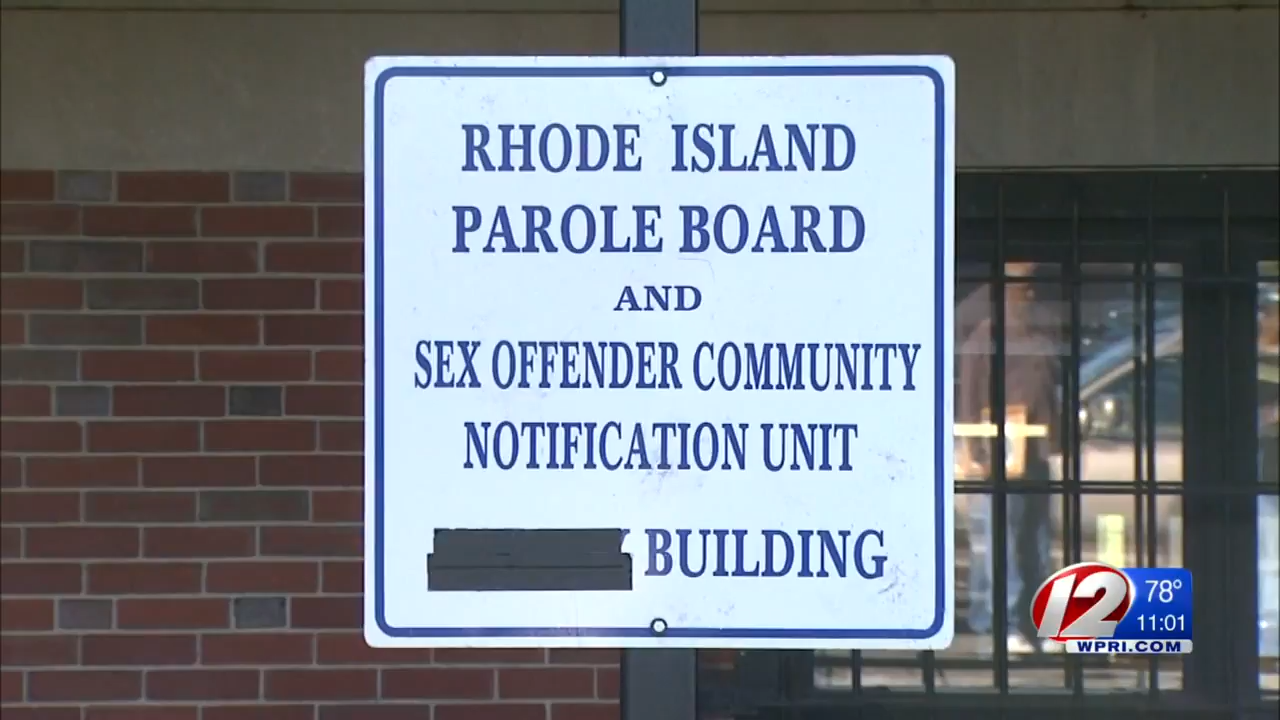 RHODE ISLAND
PAROLE BOARD
AND
SEX OFFENDER COMMUNITY
NOTIFICATION UNIT
BUILDING
12
78°
11:01
WPRI.COM